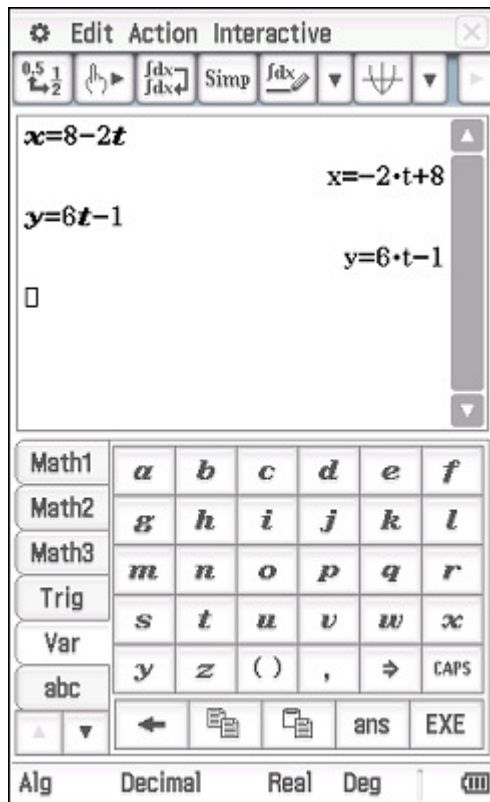 Edit Action Interactive
0.5 1 2 ∫dx ∫dx Simp ∫dx
x=8-2t
x=-2·t+8
y=6t-1
y=6·t-1
Math1 a b c d e f
Math2 g h i j k l
Math3 m n o p q r
Trig s t u v w x
Var y z ( ) , ⇒ CAPS
abc
ans EXE
Alg Decimal Real Deg